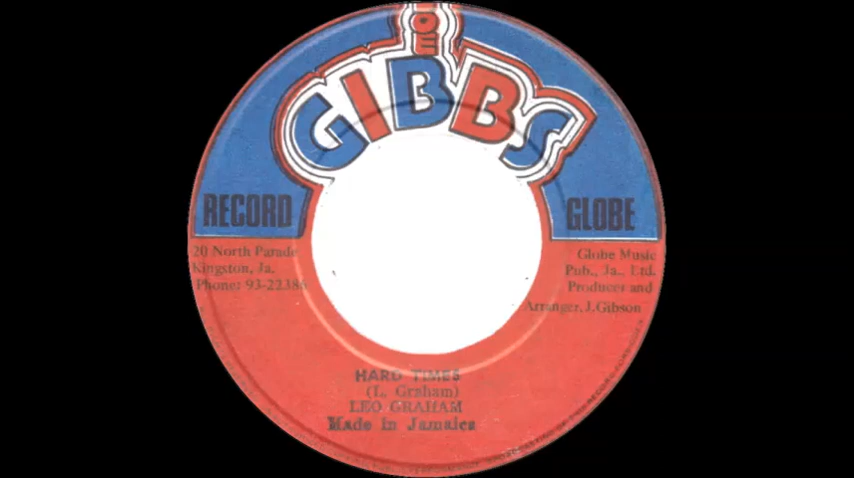 JOE
GIBBS
RECORD GLOBE
20 North Parade
Kingston, Ja.
Phone: 93-22386
Globe Music
Pub., Ja., Ltd.
Producer and
Arranger, J. Gibson
HARD TIMES
(L. Graham)
LEO GRAHAM
Made in Jamaica